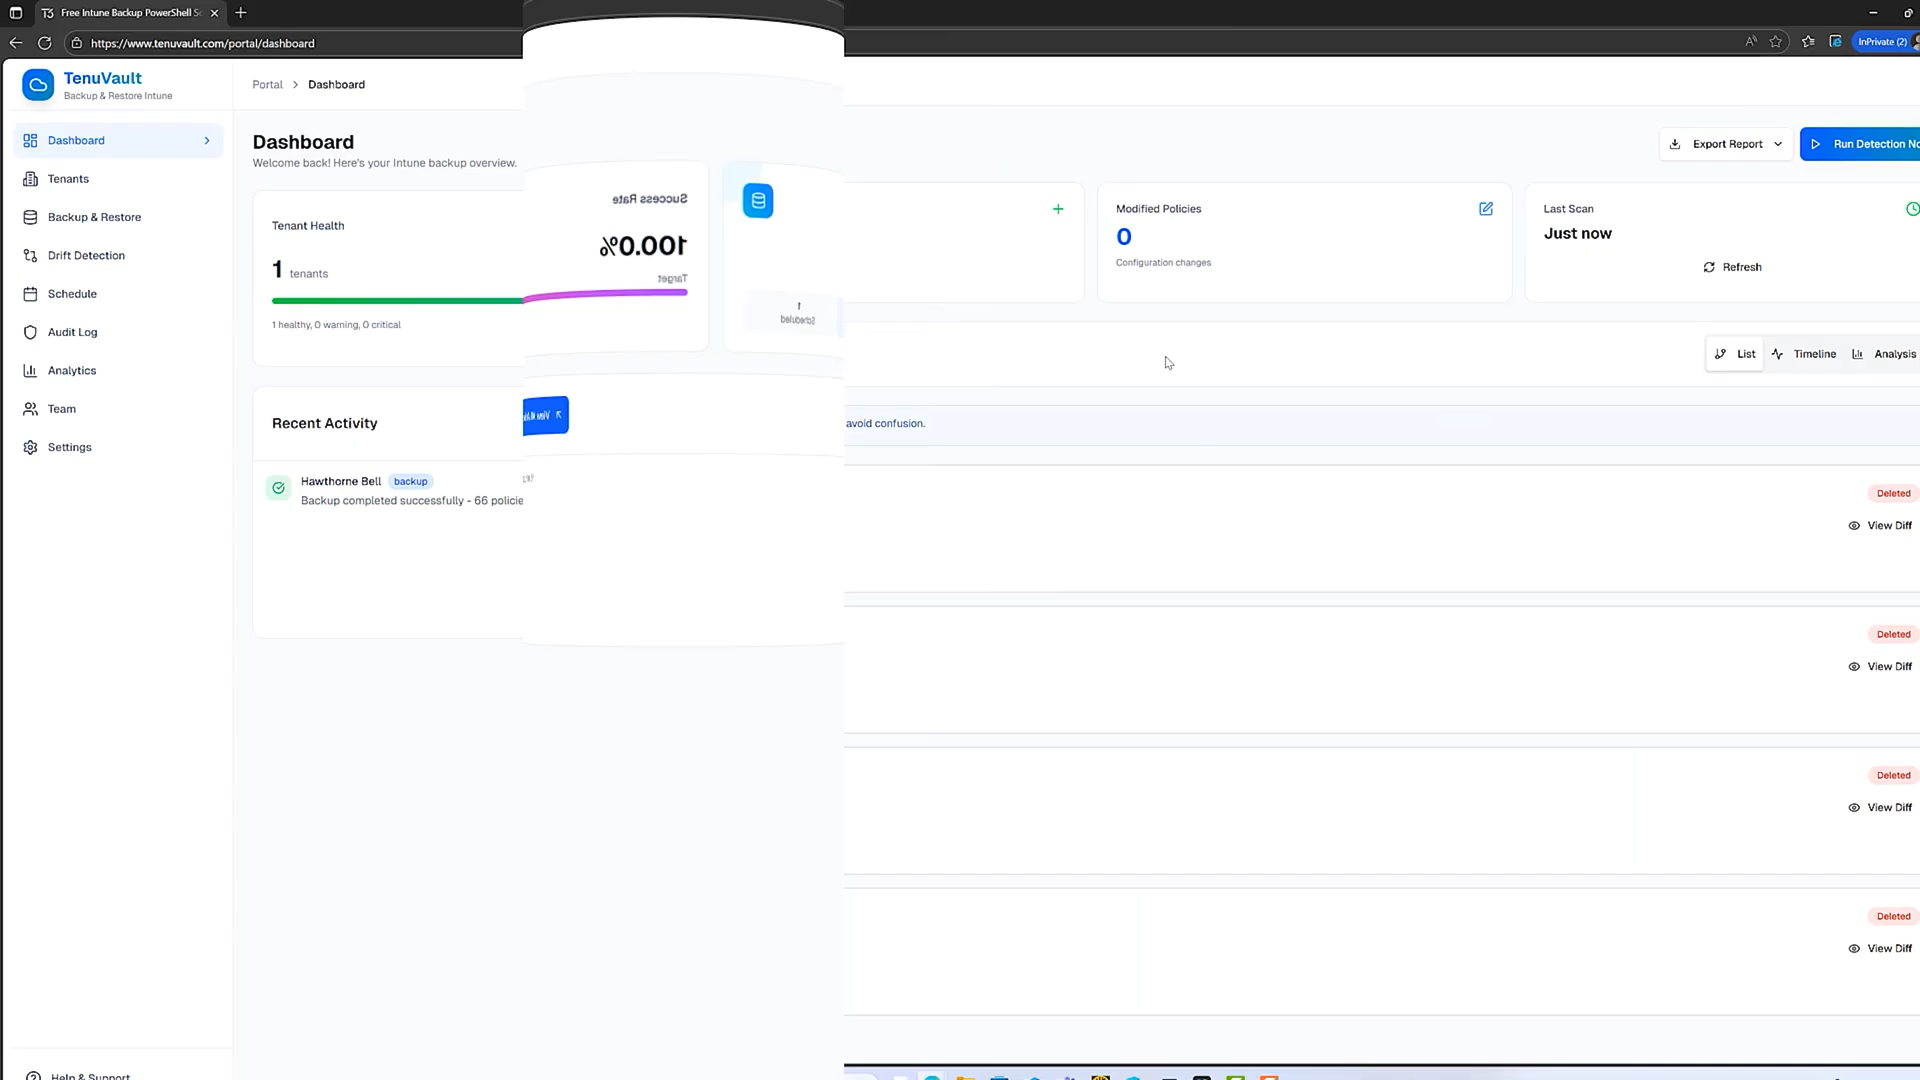 Free Intune Backup PowerShell Sc
https://www.tenuvault.com/portal/dashboard
InPrivate (2)
TenuVault
Backup & Restore Intune
Dashboard
Tenants
Backup & Restore
Drift Detection
Schedule
Audit Log
Analytics
Team
Settings
Help & Support
Portal > Dashboard
Dashboard
Welcome back! Here's your Intune backup overview.
Tenant Health
1 tenants
1 healthy, 0 warning, 0 critical
Success Rate
100.0%
Target
1
Scheduled
Recent Activity
Hawthorne Bell backup
Backup completed successfully - 66 policie
Export Report
Run Detection No
Modified Policies
0
Configuration changes
Last Scan
Just now
Refresh
List
Timeline
Analysis
avoid confusion.
Deleted
View Diff
Deleted
View Diff
Deleted
View Diff
Deleted
View Diff